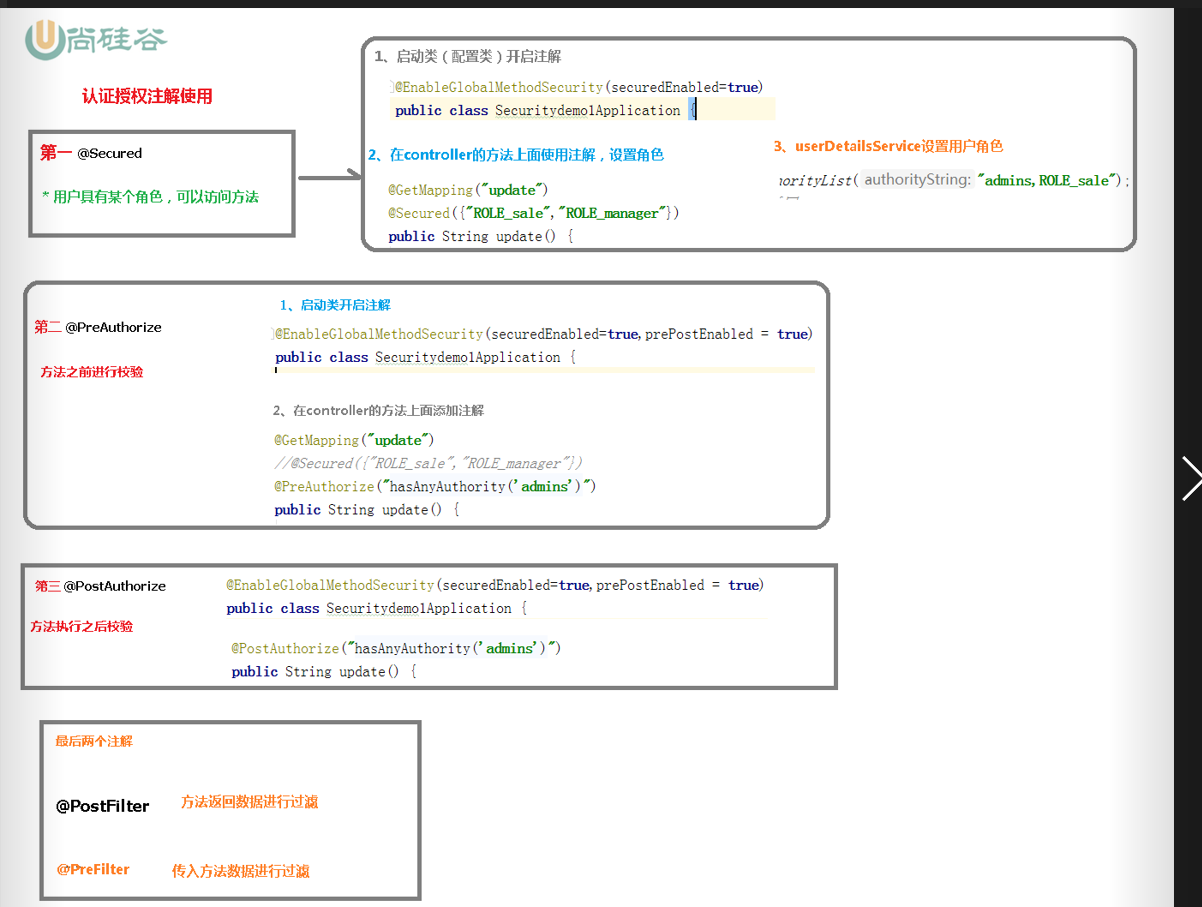 尚硅谷
认证授权注解使用
第一 @Secured
* 用户具有某个角色，可以访问方法
1、启动类（配置类）开启注解
@EnableGlobalMethodSecurity(securedEnabled=true)
public class Securitydemo1Application {
2、在controller的方法上面使用注解，设置角色
@GetMapping("update")
@Secured({"ROLE_sale","ROLE_manager"})
public String update() {
3、userDetailsService设置用户角色
orityList( authorityString: "admins,ROLE_sale");
第二 @PreAuthorize
方法之前进行校验
1、启动类开启注解
@EnableGlobalMethodSecurity(securedEnabled=true,prePostEnabled = true)
public class Securitydemo1Application {
2、在controller的方法上面添加注解
@GetMapping("update")
//@Secured({"ROLE_sale","ROLE_manager"})
@PreAuthorize("hasAnyAuthority('admins')")
public String update() {
第三 @PostAuthorize
方法执行之后校验
@EnableGlobalMethodSecurity(securedEnabled=true,prePostEnabled = true)
public class Securitydemo1Application {
@PostAuthorize("hasAnyAuthority('admins')")
public String update() {
最后两个注解
@PostFilter 方法返回数据进行过滤
@PreFilter 传入方法数据进行过滤